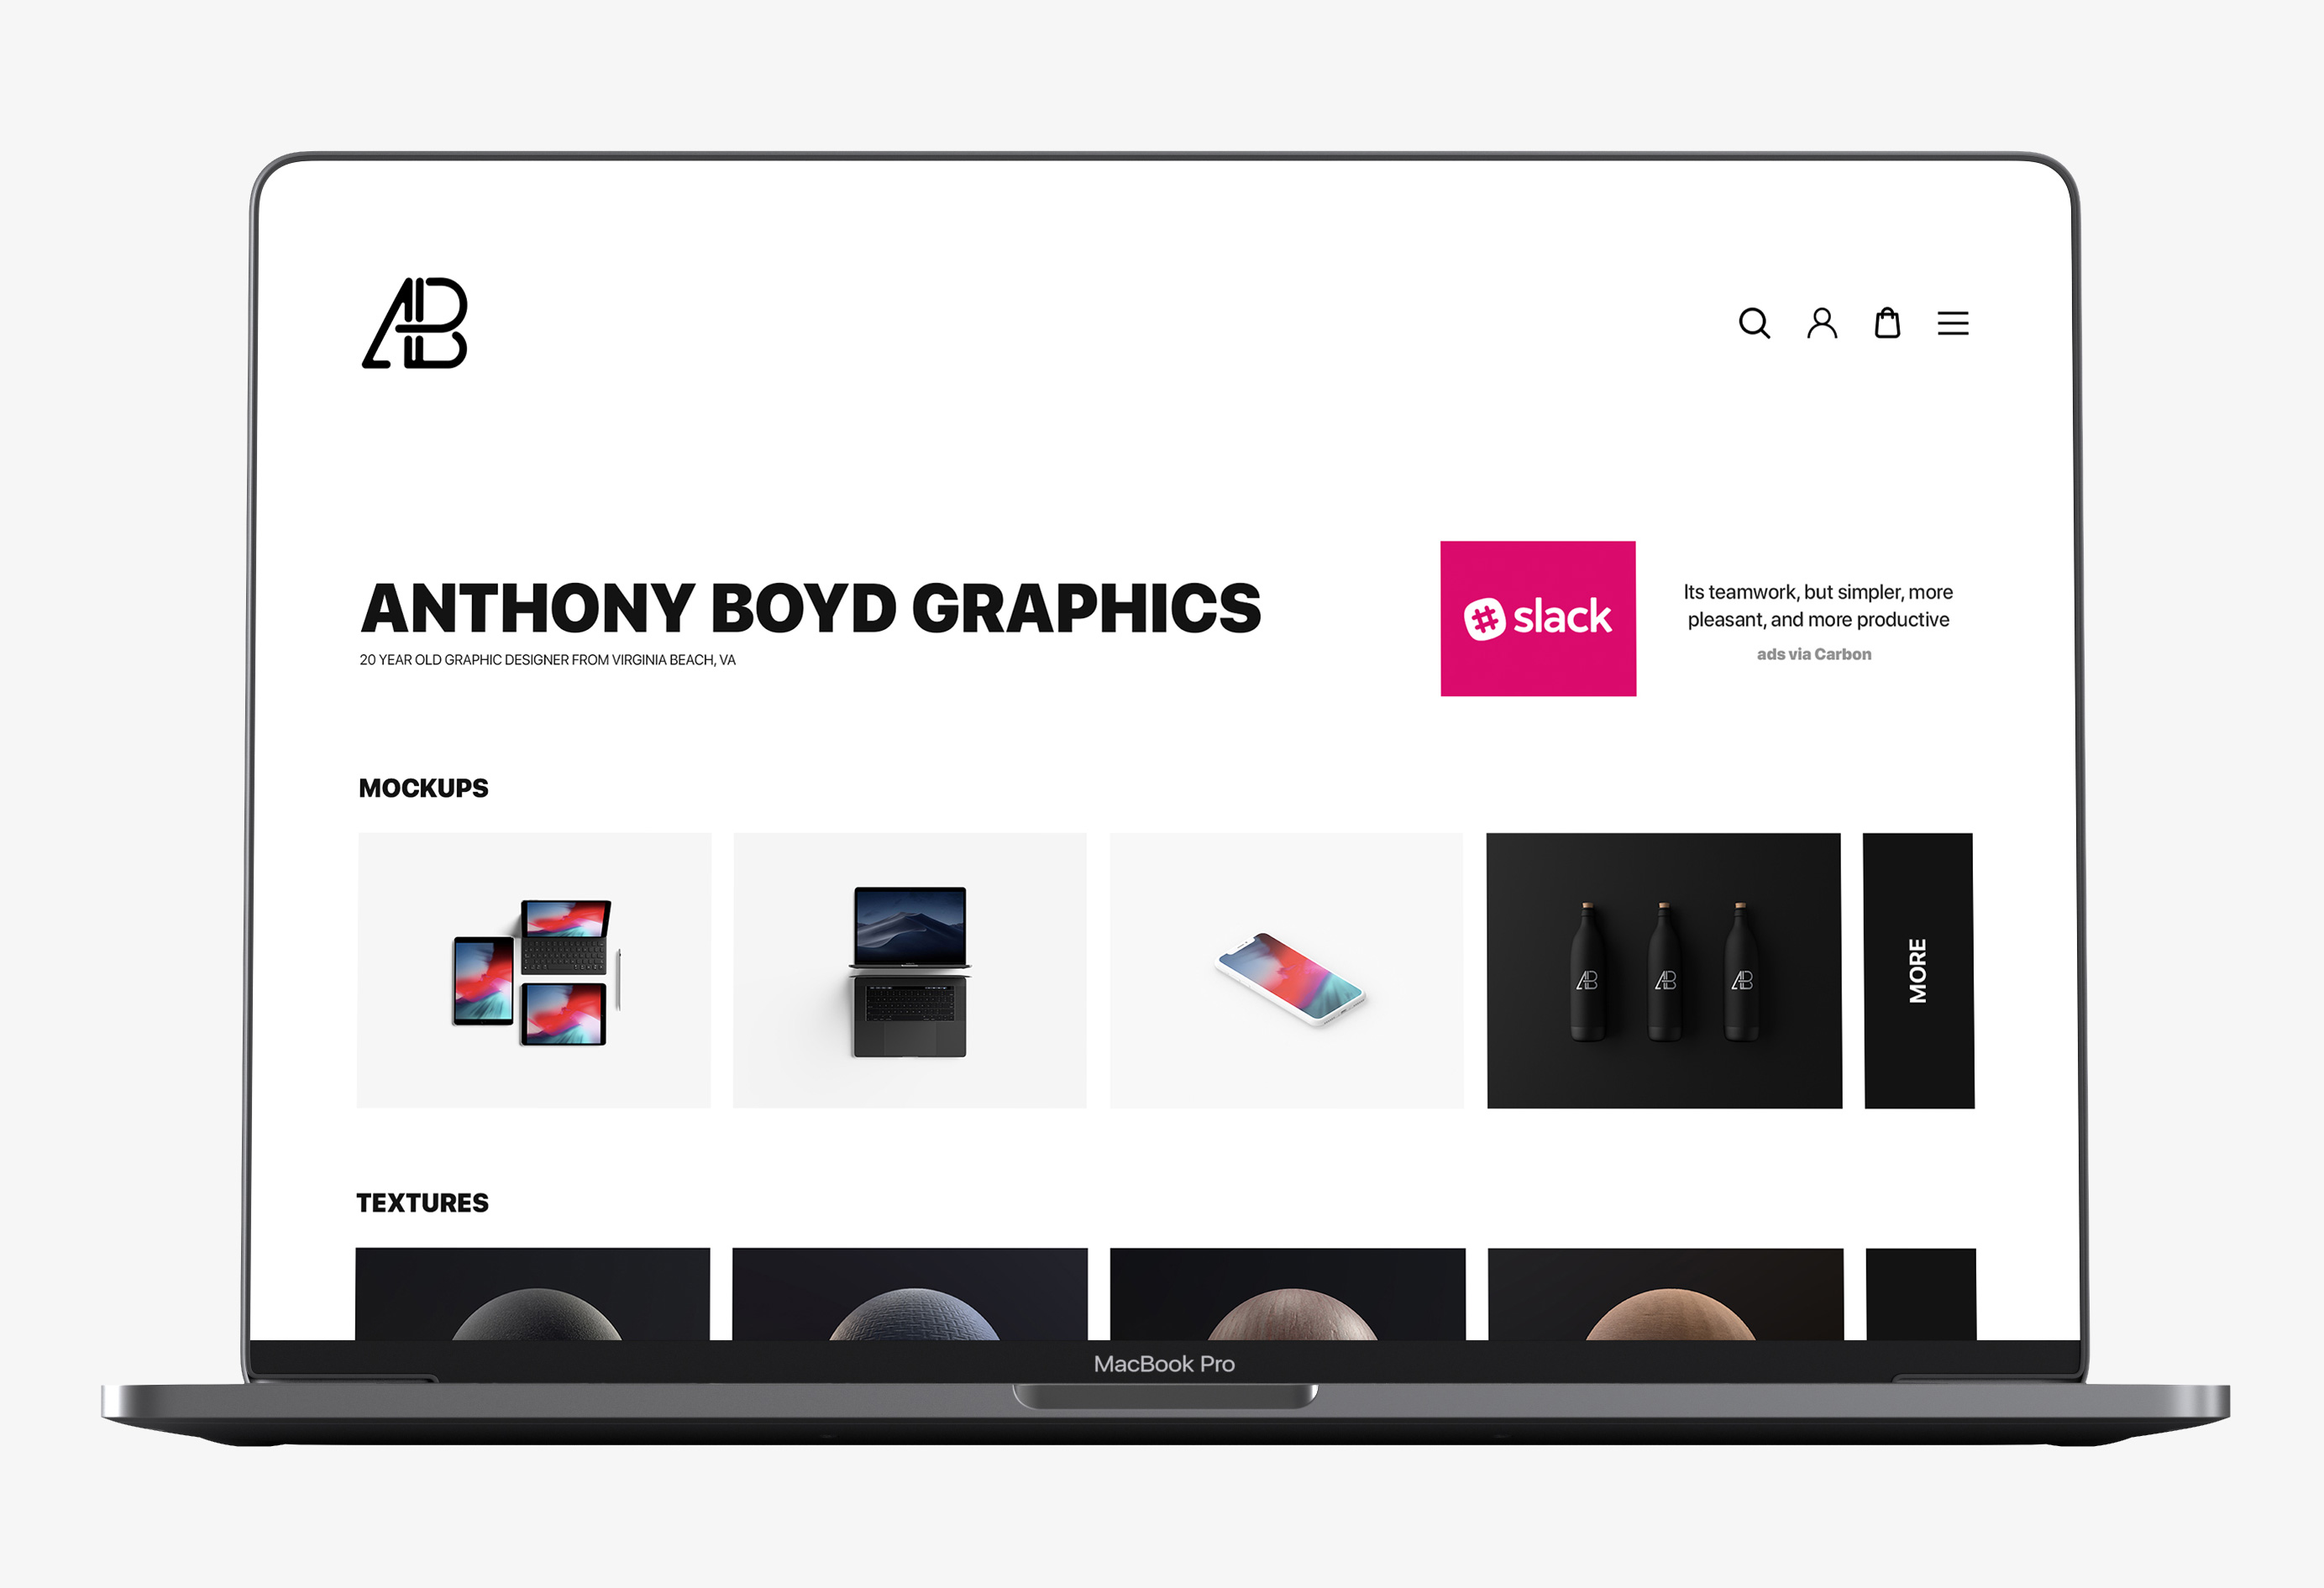 AB
ANTHONY BOYD GRAPHICS
20 YEAR OLD GRAPHIC DESIGNER FROM VIRGINIA BEACH, VA
slack
Its teamwork, but simpler, more
pleasant, and more productive
ads via Carbon
MOCKUPS
AB
AB
AB
MORE
TEXTURES
MacBook Pro